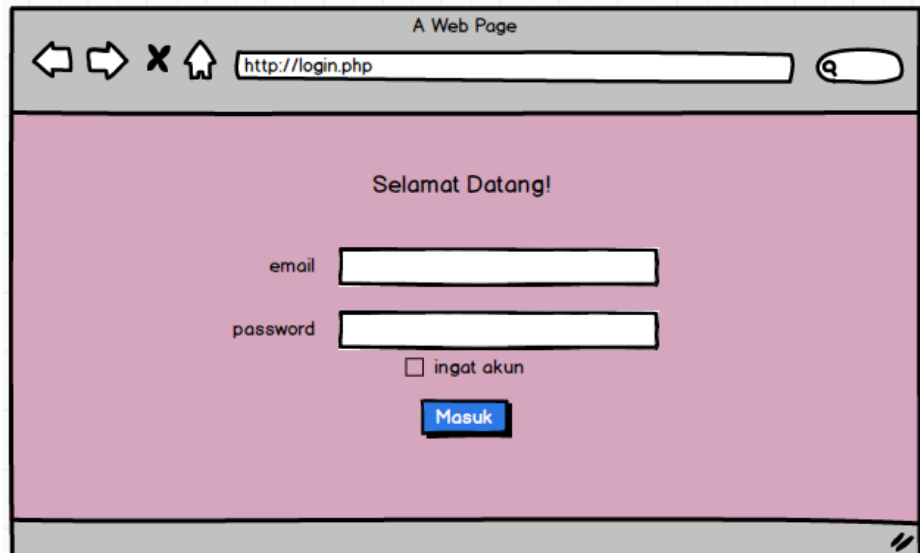 A Web Page
http://login.php
Selamat Datang!
email
password
ingat akun
Masuk